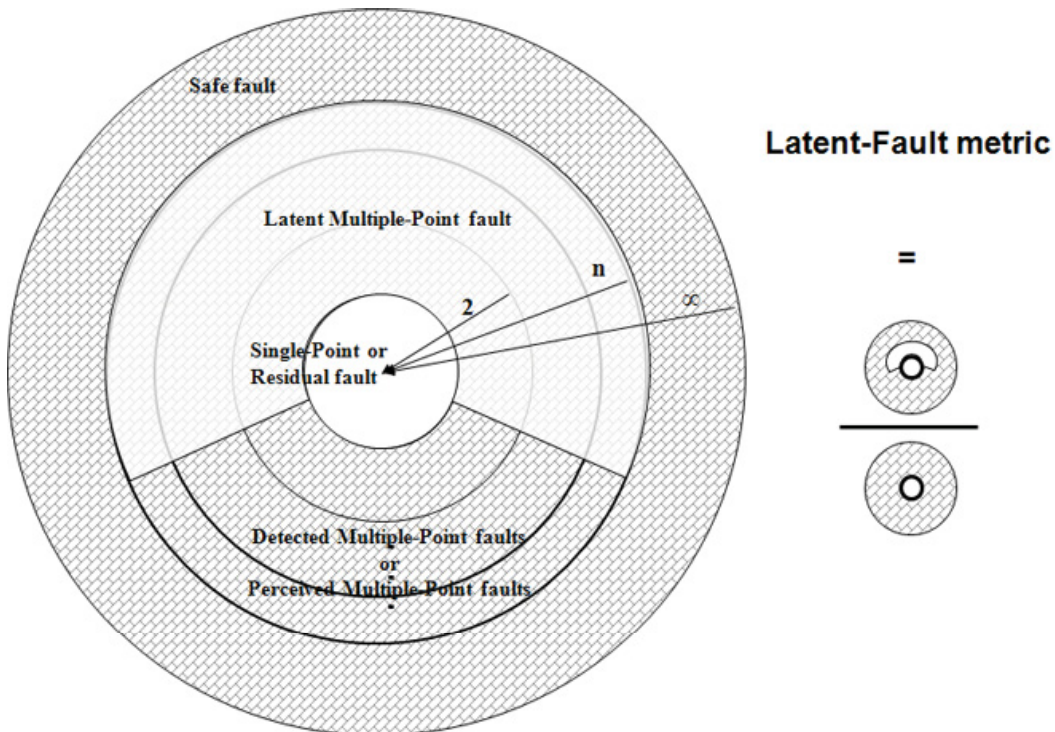 Safe fault
Latent-Fault metric
Latent Multiple-Point fault
=
n
2
∞
Single-Point or
Residual fault
Detected Multiple-Point faults
or
Perceived Multiple-Point faults